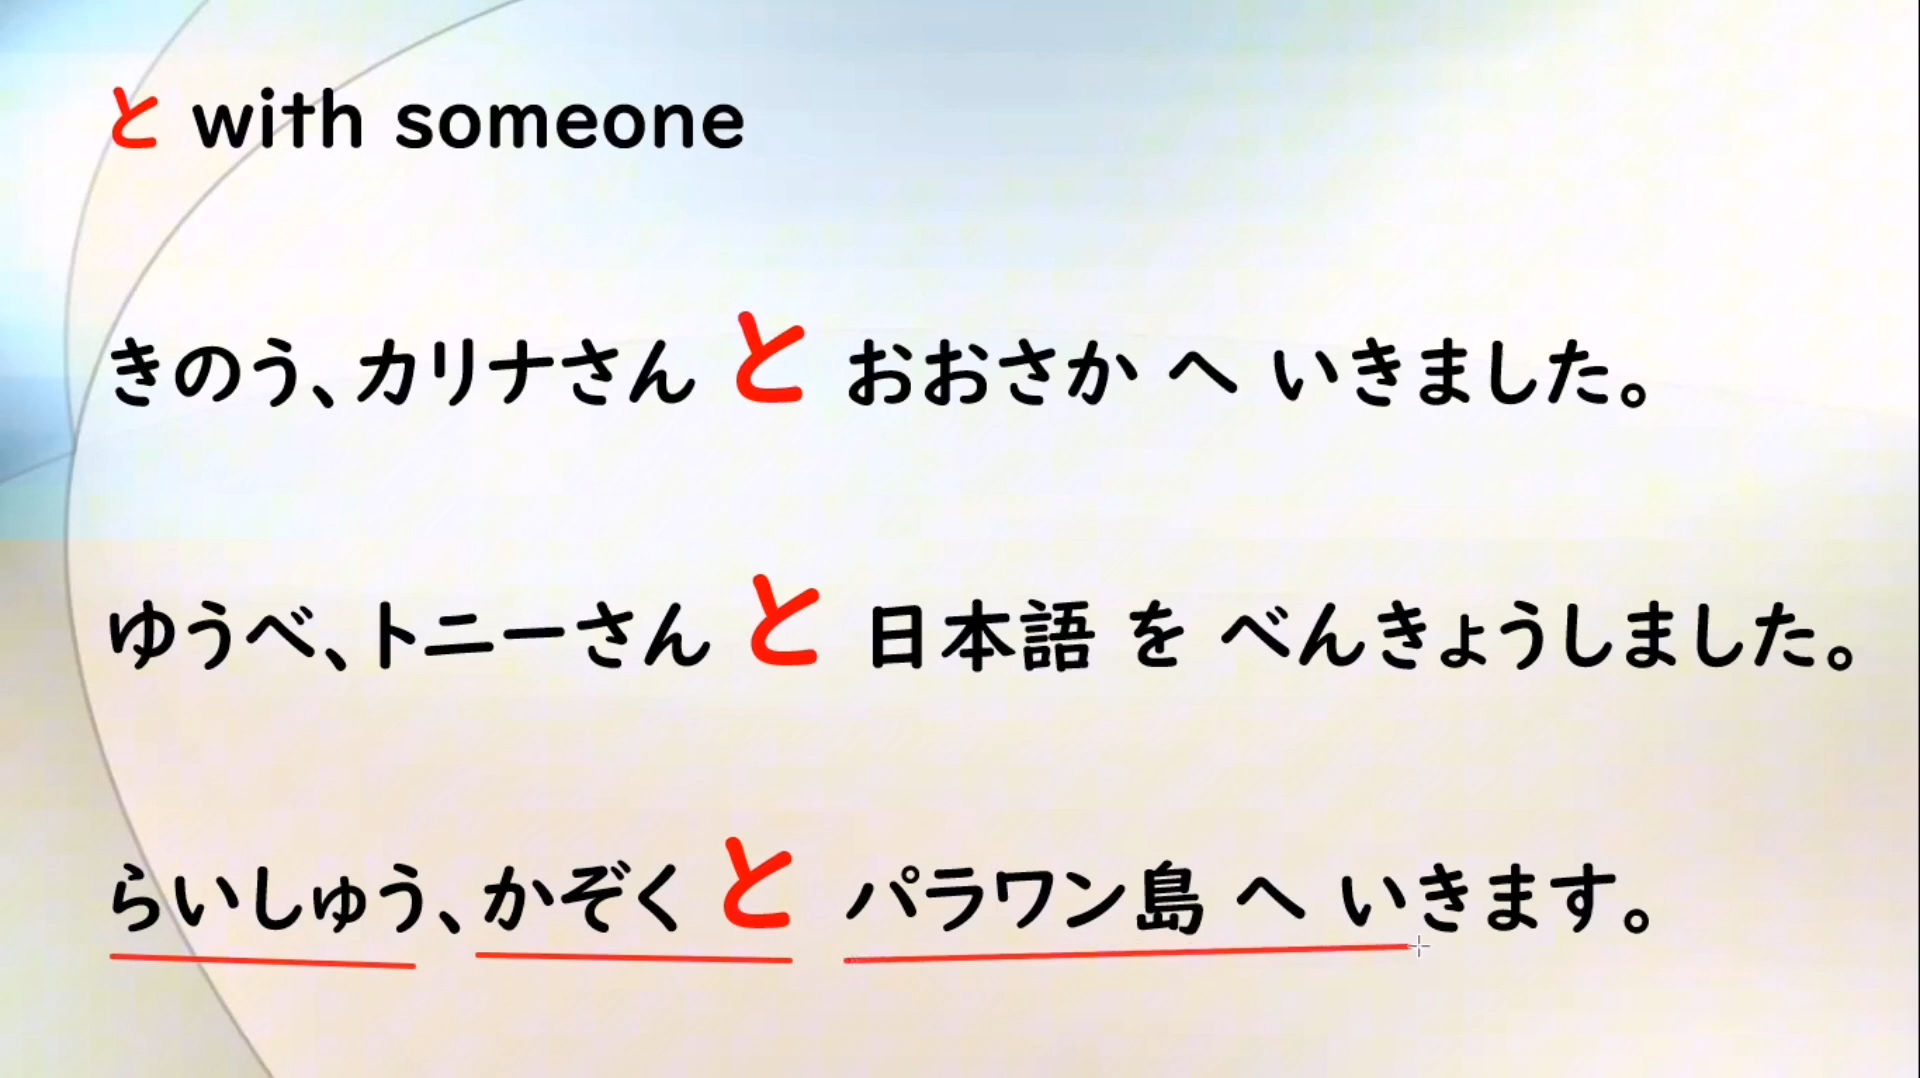 と with someone
きのう、カリナさん と おおさか へ いきました。
ゆうべ、トニーさん と 日本語 を べんきょうしました。
らいしゅう、かぞく と パラワン島 へ いきます。